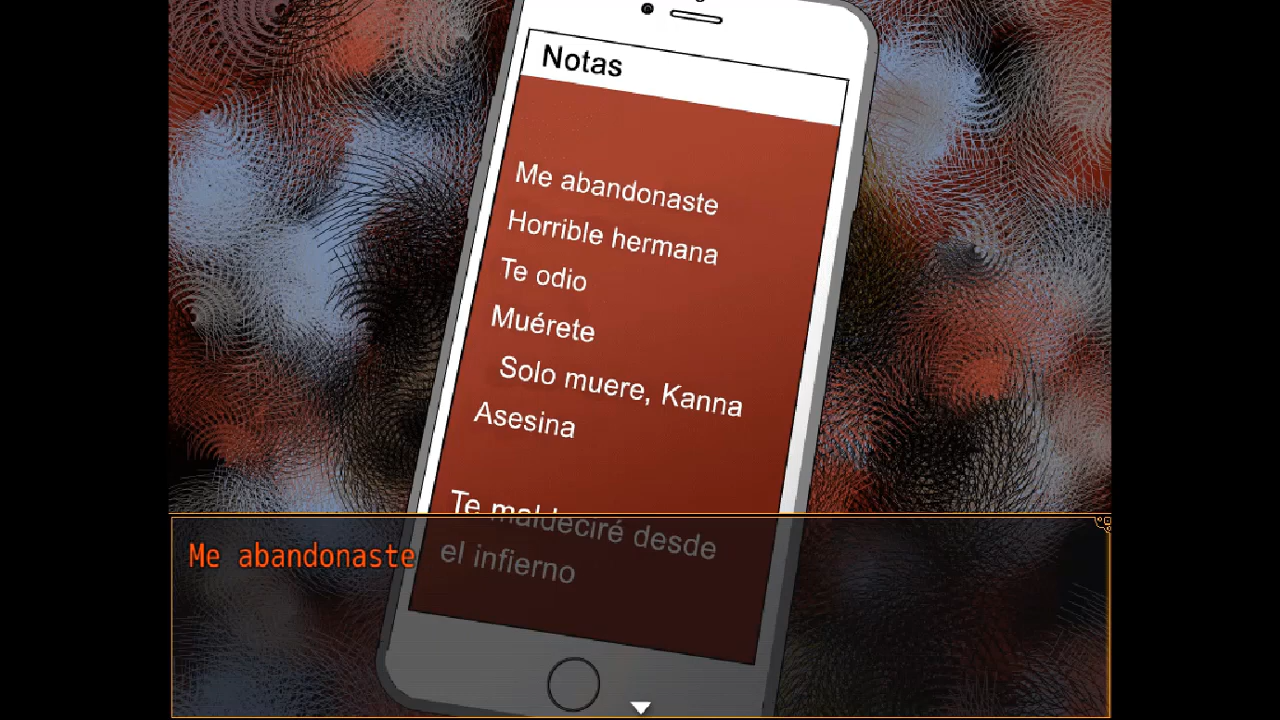 Notas
Me abandonaste
Horrible hermana
Te odio
Muérete
Solo muere, Kanna
Asesina
Te maldeciré desde
el infierno
Me abandonaste